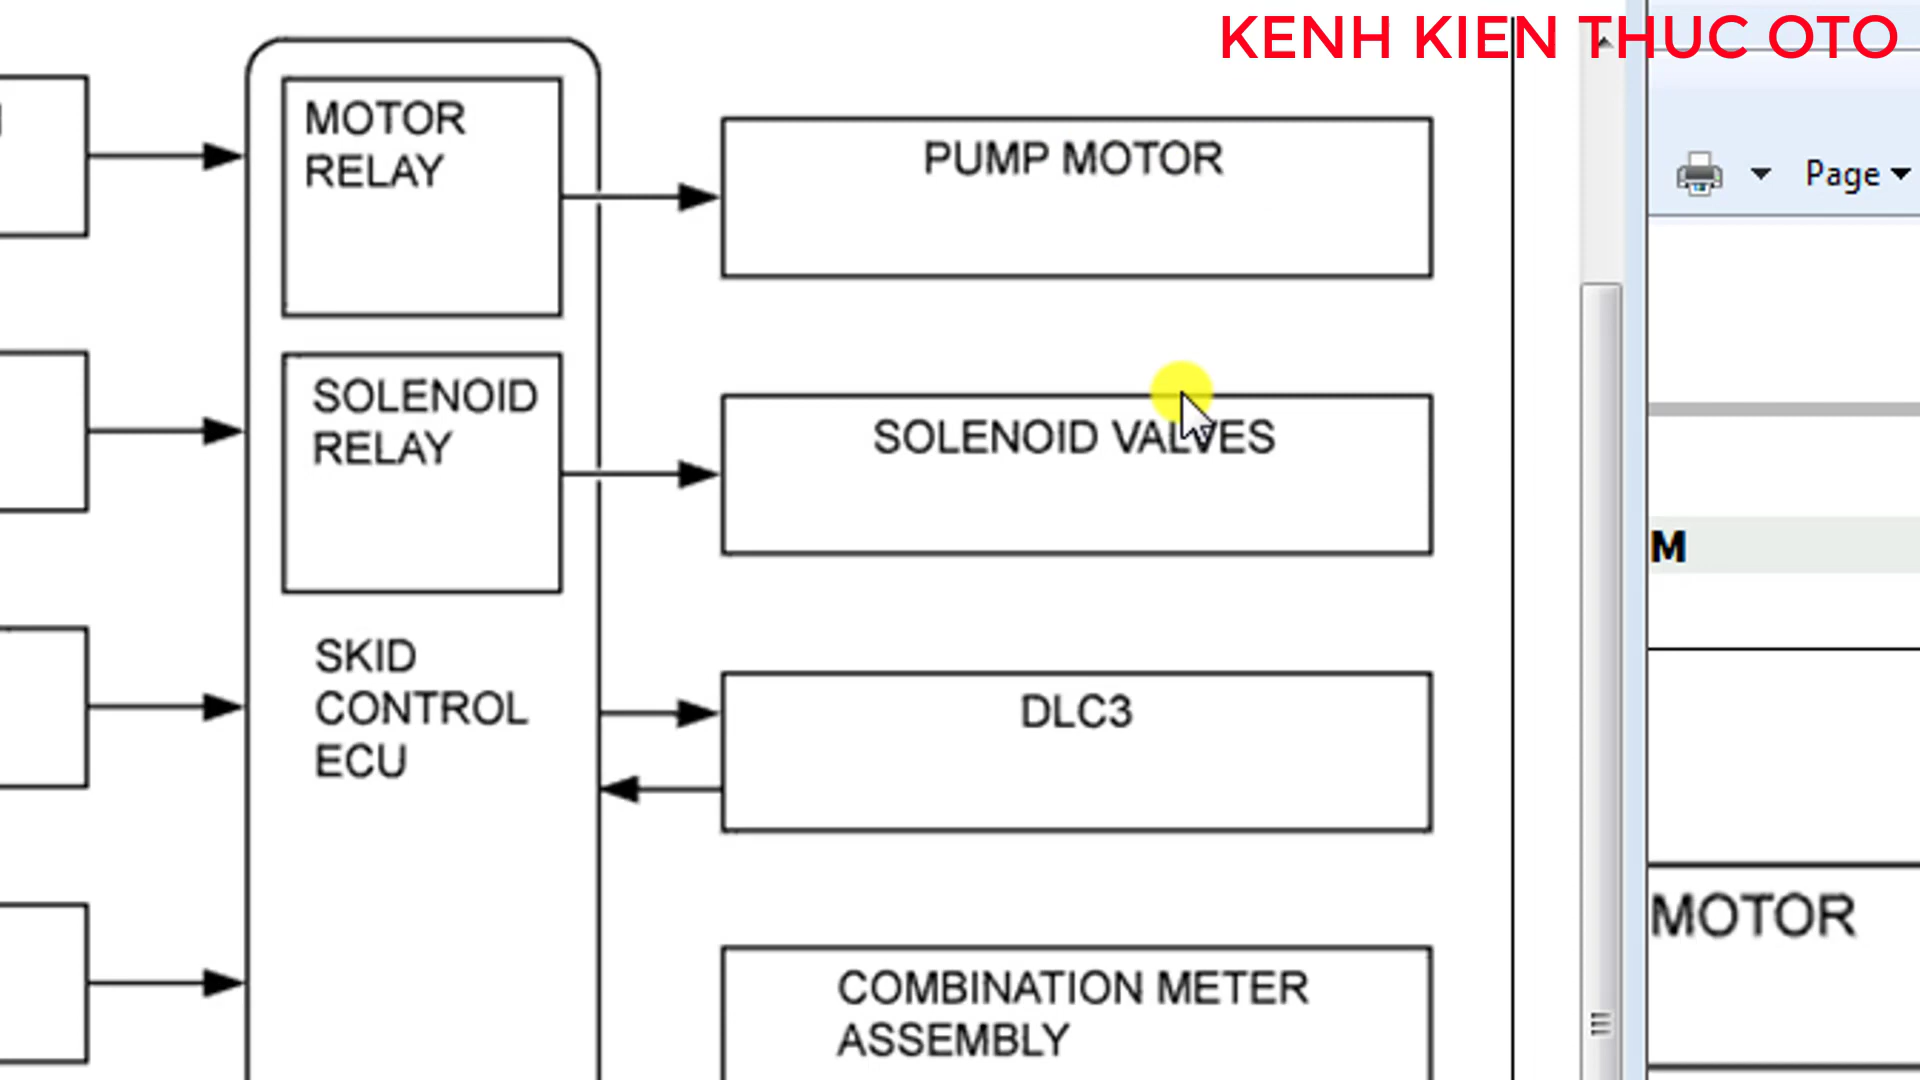 KENH KIEN THUC OTO
MOTOR
RELAY
PUMP MOTOR
Page
SOLENOID
RELAY
SOLENOID VALVES
M
SKID
CONTROL
ECU
DLC3
MOTOR
COMBINATION METER
ASSEMBLY